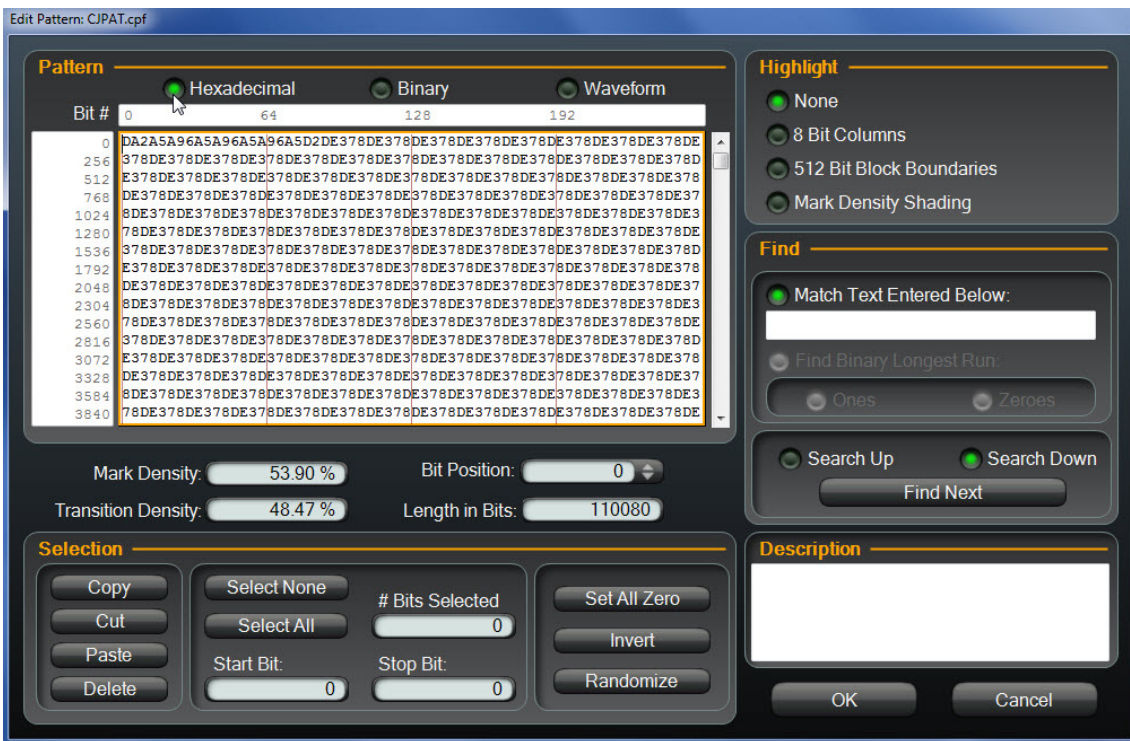 Edit Pattern: CJPAT.cpf
Pattern
Hexadecimal Binary Waveform
Bit # 0 64 128 192
0 DA2A5A96A5A96A5A96A5D2DE378DE378DE378DE378DE378DE378DE378DE378DE
256 378DE378DE378DE378DE378DE378DE378DE378DE378DE378DE378DE378DE378D
512 E378DE378DE378DE378DE378DE378DE378DE378DE378DE378DE378DE378DE378
768 DE378DE378DE378DE378DE378DE378DE378DE378DE378DE378DE378DE378DE37
1024 8DE378DE378DE378DE378DE378DE378DE378DE378DE378DE378DE378DE378DE3
1280 78DE378DE378DE378DE378DE378DE378DE378DE378DE378DE378DE378DE378DE
1536 378DE378DE378DE378DE378DE378DE378DE378DE378DE378DE378DE378DE378D
1792 E378DE378DE378DE378DE378DE378DE378DE378DE378DE378DE378DE378DE378
2048 DE378DE378DE378DE378DE378DE378DE378DE378DE378DE378DE378DE378DE37
2304 8DE378DE378DE378DE378DE378DE378DE378DE378DE378DE378DE378DE378DE3
2560 78DE378DE378DE378DE378DE378DE378DE378DE378DE378DE378DE378DE378DE
2816 378DE378DE378DE378DE378DE378DE378DE378DE378DE378DE378DE378DE378D
3072 E378DE378DE378DE378DE378DE378DE378DE378DE378DE378DE378DE378DE378
3328 DE378DE378DE378DE378DE378DE378DE378DE378DE378DE378DE378DE378DE37
3584 8DE378DE378DE378DE378DE378DE378DE378DE378DE378DE378DE378DE378DE3
3840 78DE378DE378DE378DE378DE378DE378DE378DE378DE378DE378DE378DE378DE
Mark Density: 53.90 % Bit Position: 0
Transition Density: 48.47 % Length in Bits: 110080
Selection
Copy
Cut
Paste
Delete
Select None
Select All
# Bits Selected
0
Start Bit: Stop Bit:
0 0
Set All Zero
Invert
Randomize
Highlight
None
8 Bit Columns
512 Bit Block Boundaries
Mark Density Shading
Find
Match Text Entered Below:
Find Binary Longest Run:
Ones Zeroes
Search Up Search Down
Find Next
Description
OK Cancel